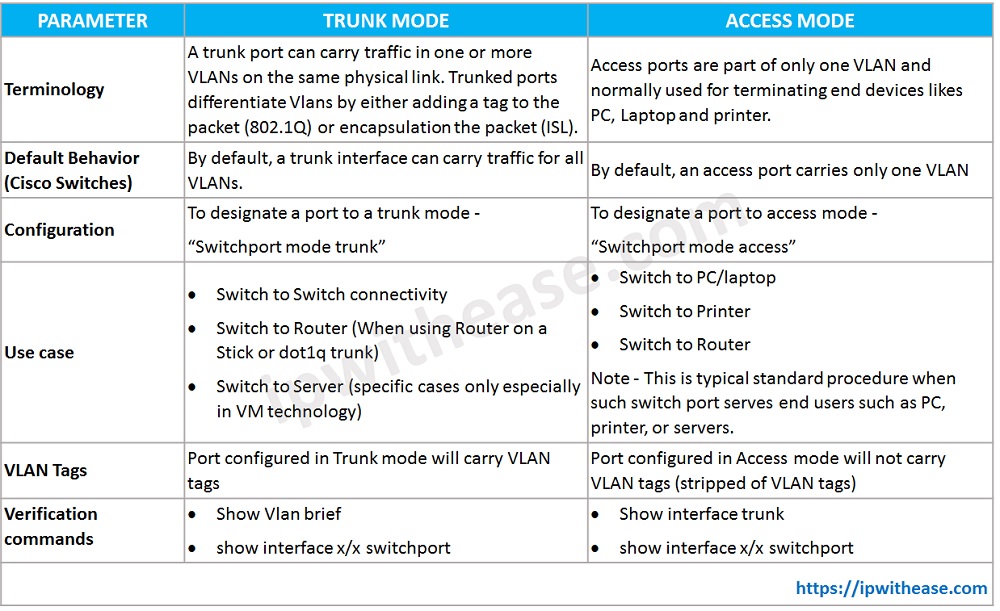 PARAMETER TRUNK MODE ACCESS MODE
Terminology
A trunk port can carry traffic in one or more
VLANs on the same physical link. Trunked ports
differentiate Vlans by either adding a tag to the
packet (802.1Q) or encapsulation the packet (ISL).
Access ports are part of only one VLAN and
normally used for terminating end devices likes
PC, Laptop and printer.
Default Behavior
(Cisco Switches)
By default, a trunk interface can carry traffic for all
VLANs.
By default, an access port carries only one VLAN
Configuration
To designate a port to a trunk mode -
“Switchport mode trunk”
To designate a port to access mode -
“Switchport mode access”
Use case
• Switch to Switch connectivity
• Switch to Router (When using Router on a
Stick or dot1q trunk)
• Switch to Server (specific cases only especially
in VM technology)
• Switch to PC/laptop
• Switch to Printer
• Switch to Router
Note - This is typical standard procedure when
such switch port serves end users such as PC,
printer, or servers.
VLAN Tags
Port configured in Trunk mode will carry VLAN
tags
Port configured in Access mode will not carry
VLAN tags (stripped of VLAN tags)
Verification
commands
• Show Vlan brief
• show interface x/x switchport
• Show interface trunk
• show interface x/x switchport
https://ipwithease.com
ipwithease.com